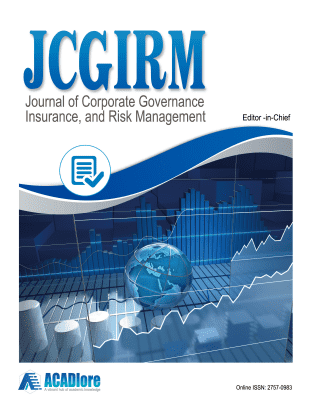 JCGIRM
Journal of Corporate Governance
Insurance, and Risk Management
Editor -in-Chief
ACADlore
A vibrant hub of academic knowledge
Online ISSN: 2757-0983